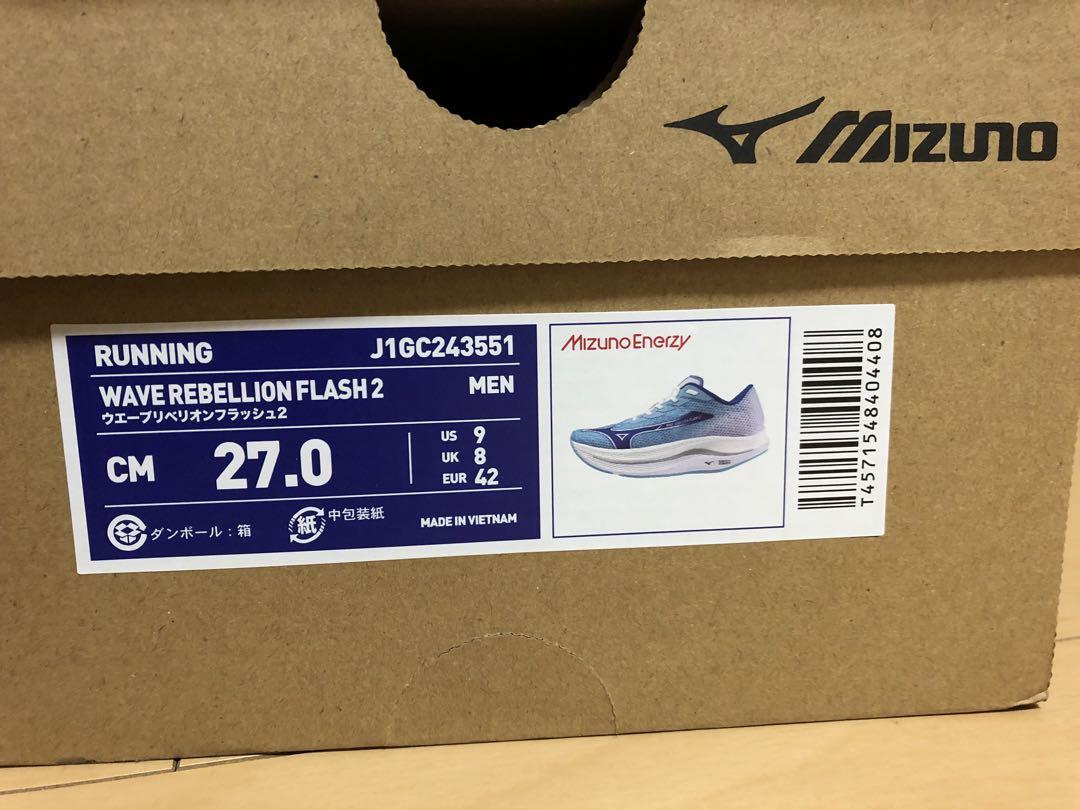 MIZUNO
RUNNING J1GC243551
WAVE REBELLION FLASH 2 MEN
ウエーブリベリオンフラッシュ2
CM 27.0
US 9
UK 8
EUR 42
ダンボール：箱
紙 中包装紙
MADE IN VIETNAM
MIZUNO ENERZY
T4571548404408